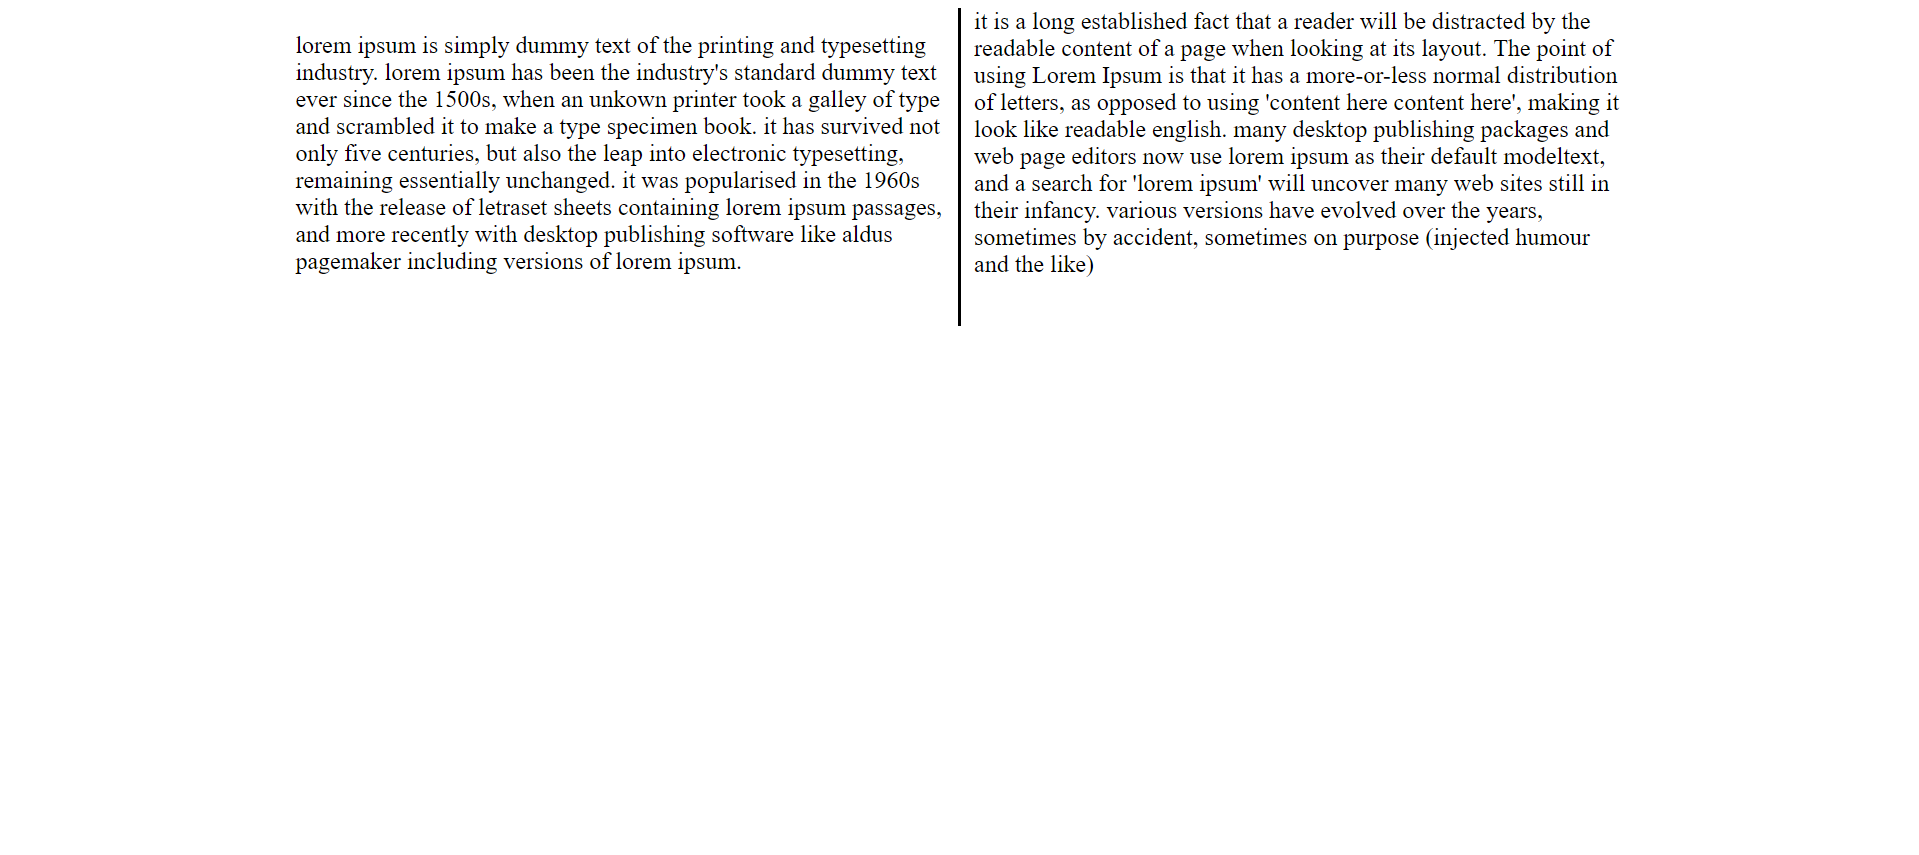 lorem ipsum is simply dummy text of the printing and typesetting
industry. lorem ipsum has been the industry's standard dummy text
ever since the 1500s, when an unkown printer took a galley of type
and scrambled it to make a type specimen book. it has survived not
only five centuries, but also the leap into electronic typesetting,
remaining essentially unchanged. it was popularised in the 1960s
with the release of letraset sheets containing lorem ipsum passages,
and more recently with desktop publishing software like aldus
pagemaker including versions of lorem ipsum.
it is a long established fact that a reader will be distracted by the
readable content of a page when looking at its layout. The point of
using Lorem Ipsum is that it has a more-or-less normal distribution
of letters, as opposed to using 'content here content here', making it
look like readable english. many desktop publishing packages and
web page editors now use lorem ipsum as their default modeltext,
and a search for 'lorem ipsum' will uncover many web sites still in
their infancy. various versions have evolved over the years,
sometimes by accident, sometimes on purpose (injected humour
and the like)